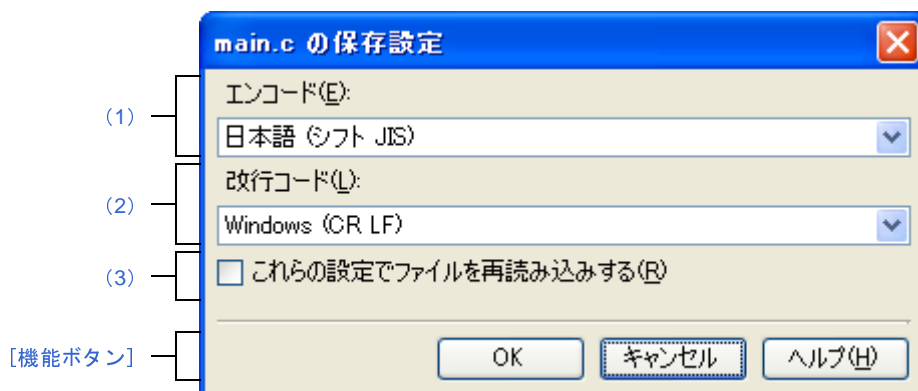 main.c の保存設定
(1)
エンコード(E):
日本語 (シフト JIS)
(2)
改行コード(L):
Windows (CR LF)
(3)
これらの設定でファイルを再読み込みする(R)
[機能ボタン]
OK
キャンセル
ヘルプ(H)